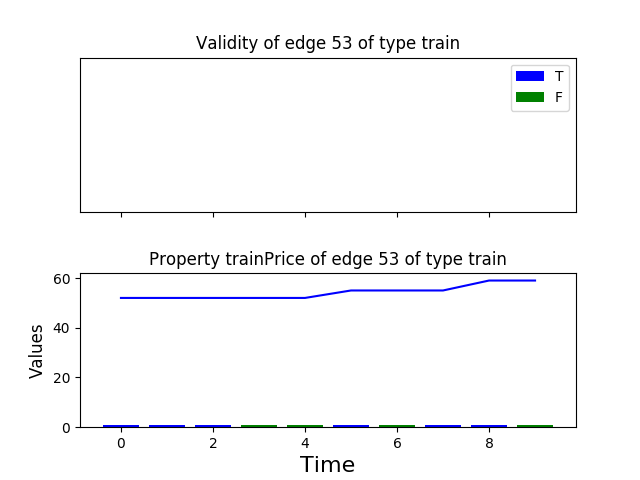 Validity of edge 53 of type train
T
F
Property trainPrice of edge 53 of type train
60
40
20
0
Values
0 2 4 6 8
Time